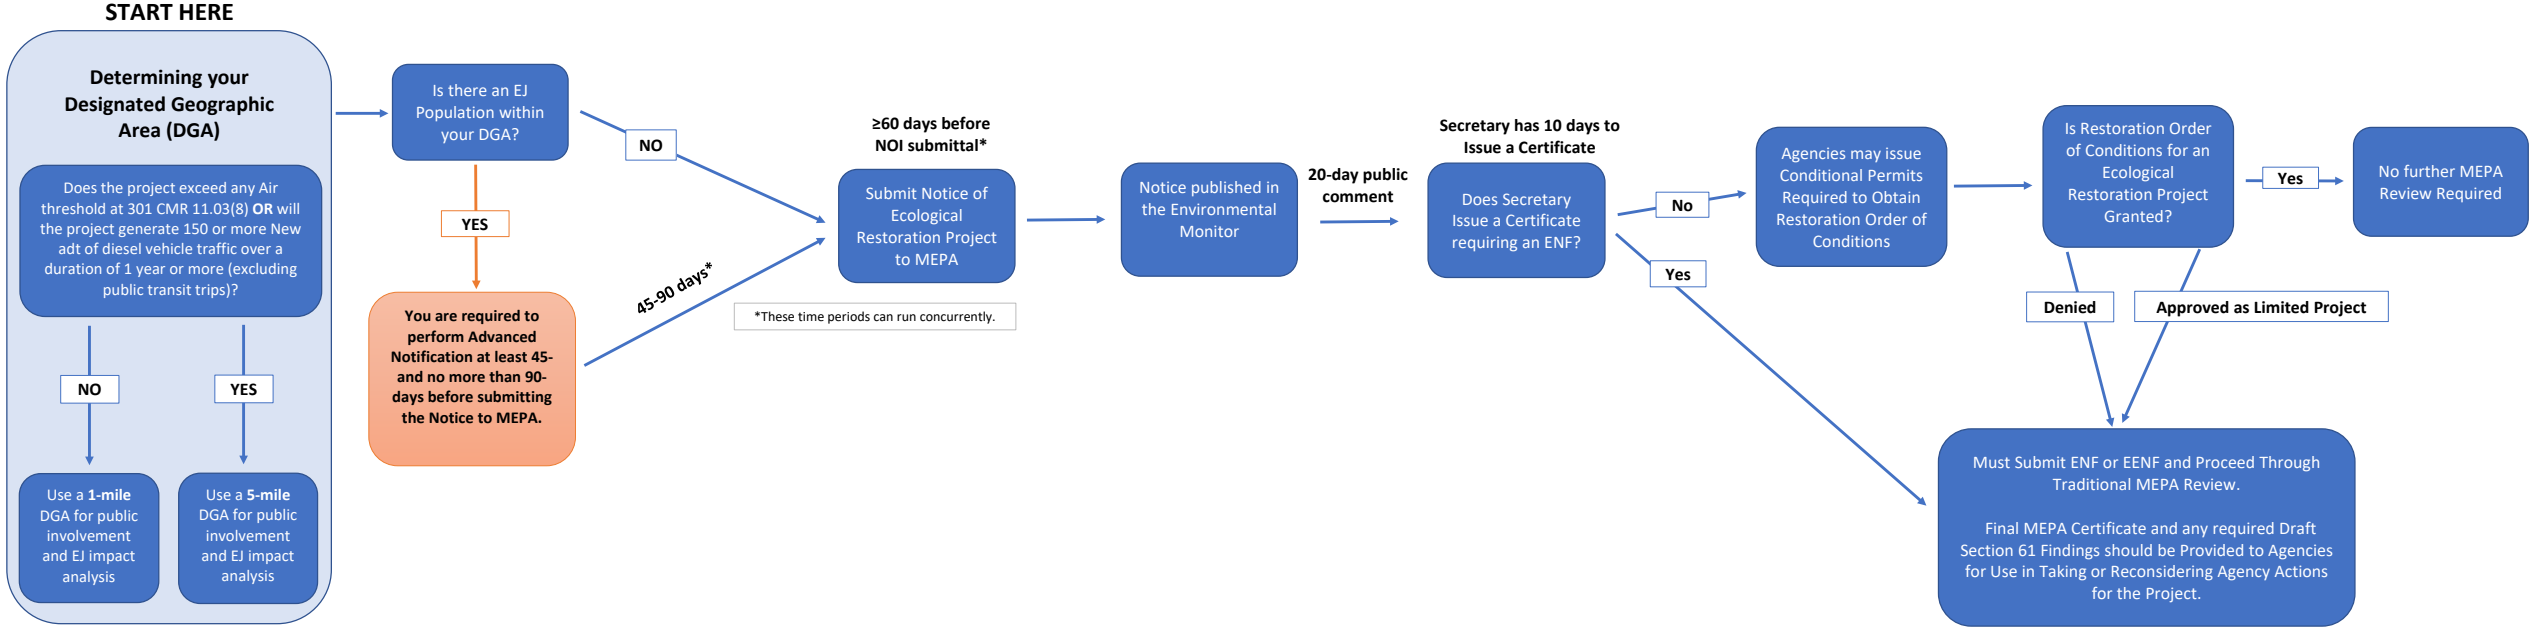 START HERE
Determining your
Designated Geographic
Area (DGA)
Does the project exceed any Air
threshold at 301 CMR 11.03(8) OR will
the project generate 150 or more New
adt of diesel vehicle traffic over a
duration of 1 year or more (excluding
public transit trips)?
NO
YES
Use a 1-mile
DGA for public
involvement
and EJ impact
analysis
Use a 5-mile
DGA for public
involvement
and EJ impact
analysis
Is there an EJ
Population within
your DGA?
NO
YES
You are required to
perform Advanced
Notification at least 45-
and no more than 90-
days before submitting
the Notice to MEPA.
45-90 days*
≥60 days before
NOI submittal*
Submit Notice of
Ecological
Restoration Project
to MEPA
*These time periods can run concurrently.
Notice published in
the Environmental
Monitor
20-day public
comment
Secretary has 10 days to
Issue a Certificate
Does Secretary
Issue a Certificate
requiring an ENF?
No
Yes
Agencies may issue
Conditional Permits
Required to Obtain
Restoration Order of
Conditions
Is Restoration Order
of Conditions for an
Ecological
Restoration Project
Granted?
Yes
No further MEPA
Review Required
Denied
Approved as Limited Project
Must Submit ENF or EENF and Proceed Through
Traditional MEPA Review.
Final MEPA Certificate and any required Draft
Section 61 Findings should be Provided to Agencies
for Use in Taking or Reconsidering Agency Actions
for the Project.